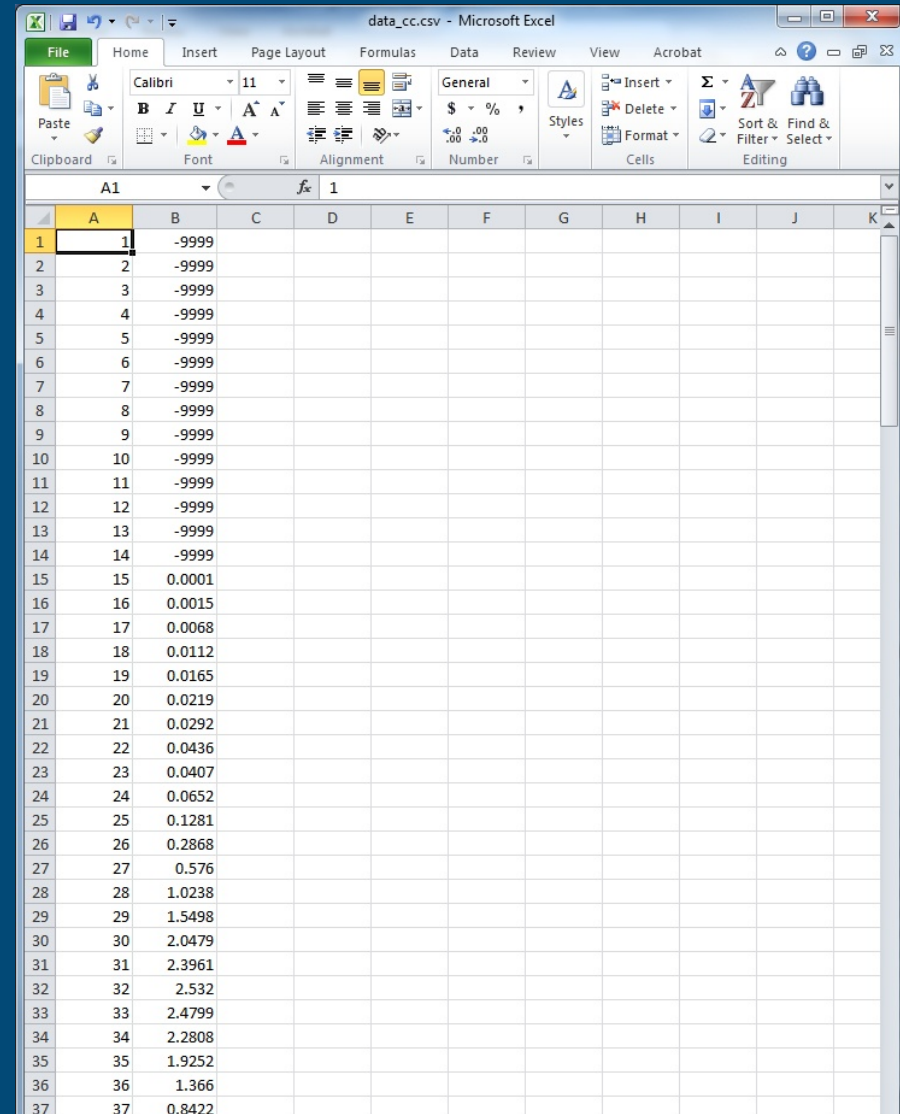 data_cc.csv - Microsoft Excel
File Home Insert Page Layout Formulas Data Review View Acrobat
Paste
Calibri 11
B I U A A
A
General
$ % ,
.0 .00
.00 .0
Styles
Insert
Delete
Format
Σ
Sort & Filter
Find & Select
Clipboard Font Alignment Number Cells Editing
A1 fx 1
A B C D E F G H I J K
1 1 -9999
2 2 -9999
3 3 -9999
4 4 -9999
5 5 -9999
6 6 -9999
7 7 -9999
8 8 -9999
9 9 -9999
10 10 -9999
11 11 -9999
12 12 -9999
13 13 -9999
14 14 -9999
15 15 0.0001
16 16 0.0015
17 17 0.0068
18 18 0.0112
19 19 0.0165
20 20 0.0219
21 21 0.0292
22 22 0.0436
23 23 0.0407
24 24 0.0652
25 25 0.1281
26 26 0.2868
27 27 0.576
28 28 1.0238
29 29 1.5498
30 30 2.0479
31 31 2.3961
32 32 2.532
33 33 2.4799
34 34 2.2808
35 35 1.9252
36 36 1.366
37 37 0.8422